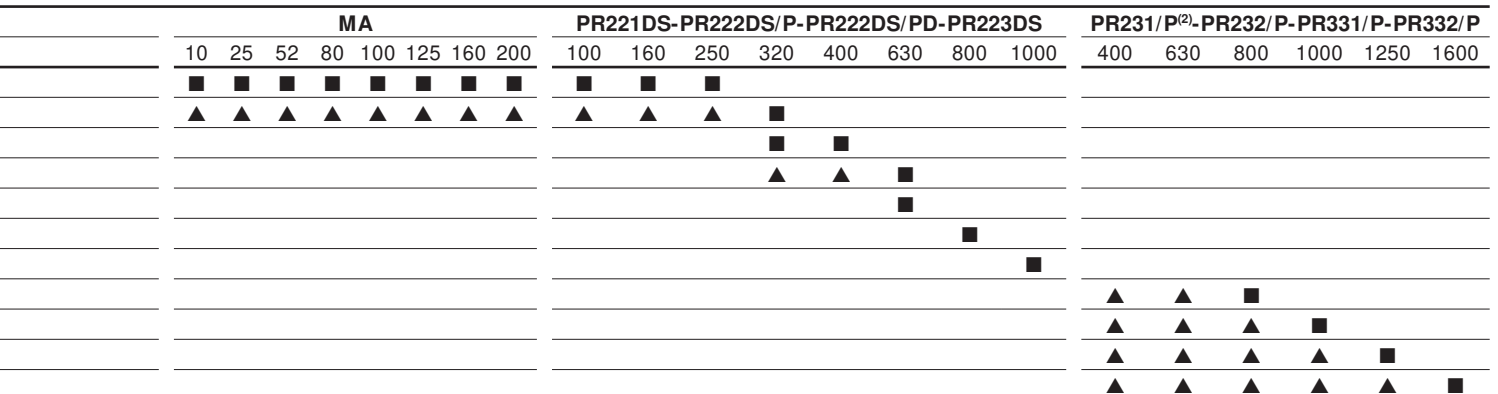 MA PR221DS-PR222DS/P-PR222DS/PD-PR223DS PR231/P(2)-PR232/P-PR331/P-PR332/P
10 25 52 80 100 125 160 200 100 160 250 320 400 630 800 1000 400 630 800 1000 1250 1600
■ ■ ■ ■ ■ ■ ■ ■ ■ ■ ■
▲ ▲ ▲ ▲ ▲ ▲ ▲ ▲ ▲ ▲ ▲ ■
■ ■
▲ ▲ ■
■
■
■
▲ ▲ ■
▲ ▲ ▲ ■
▲ ▲ ▲ ▲ ■
▲ ▲ ▲ ▲ ▲ ■